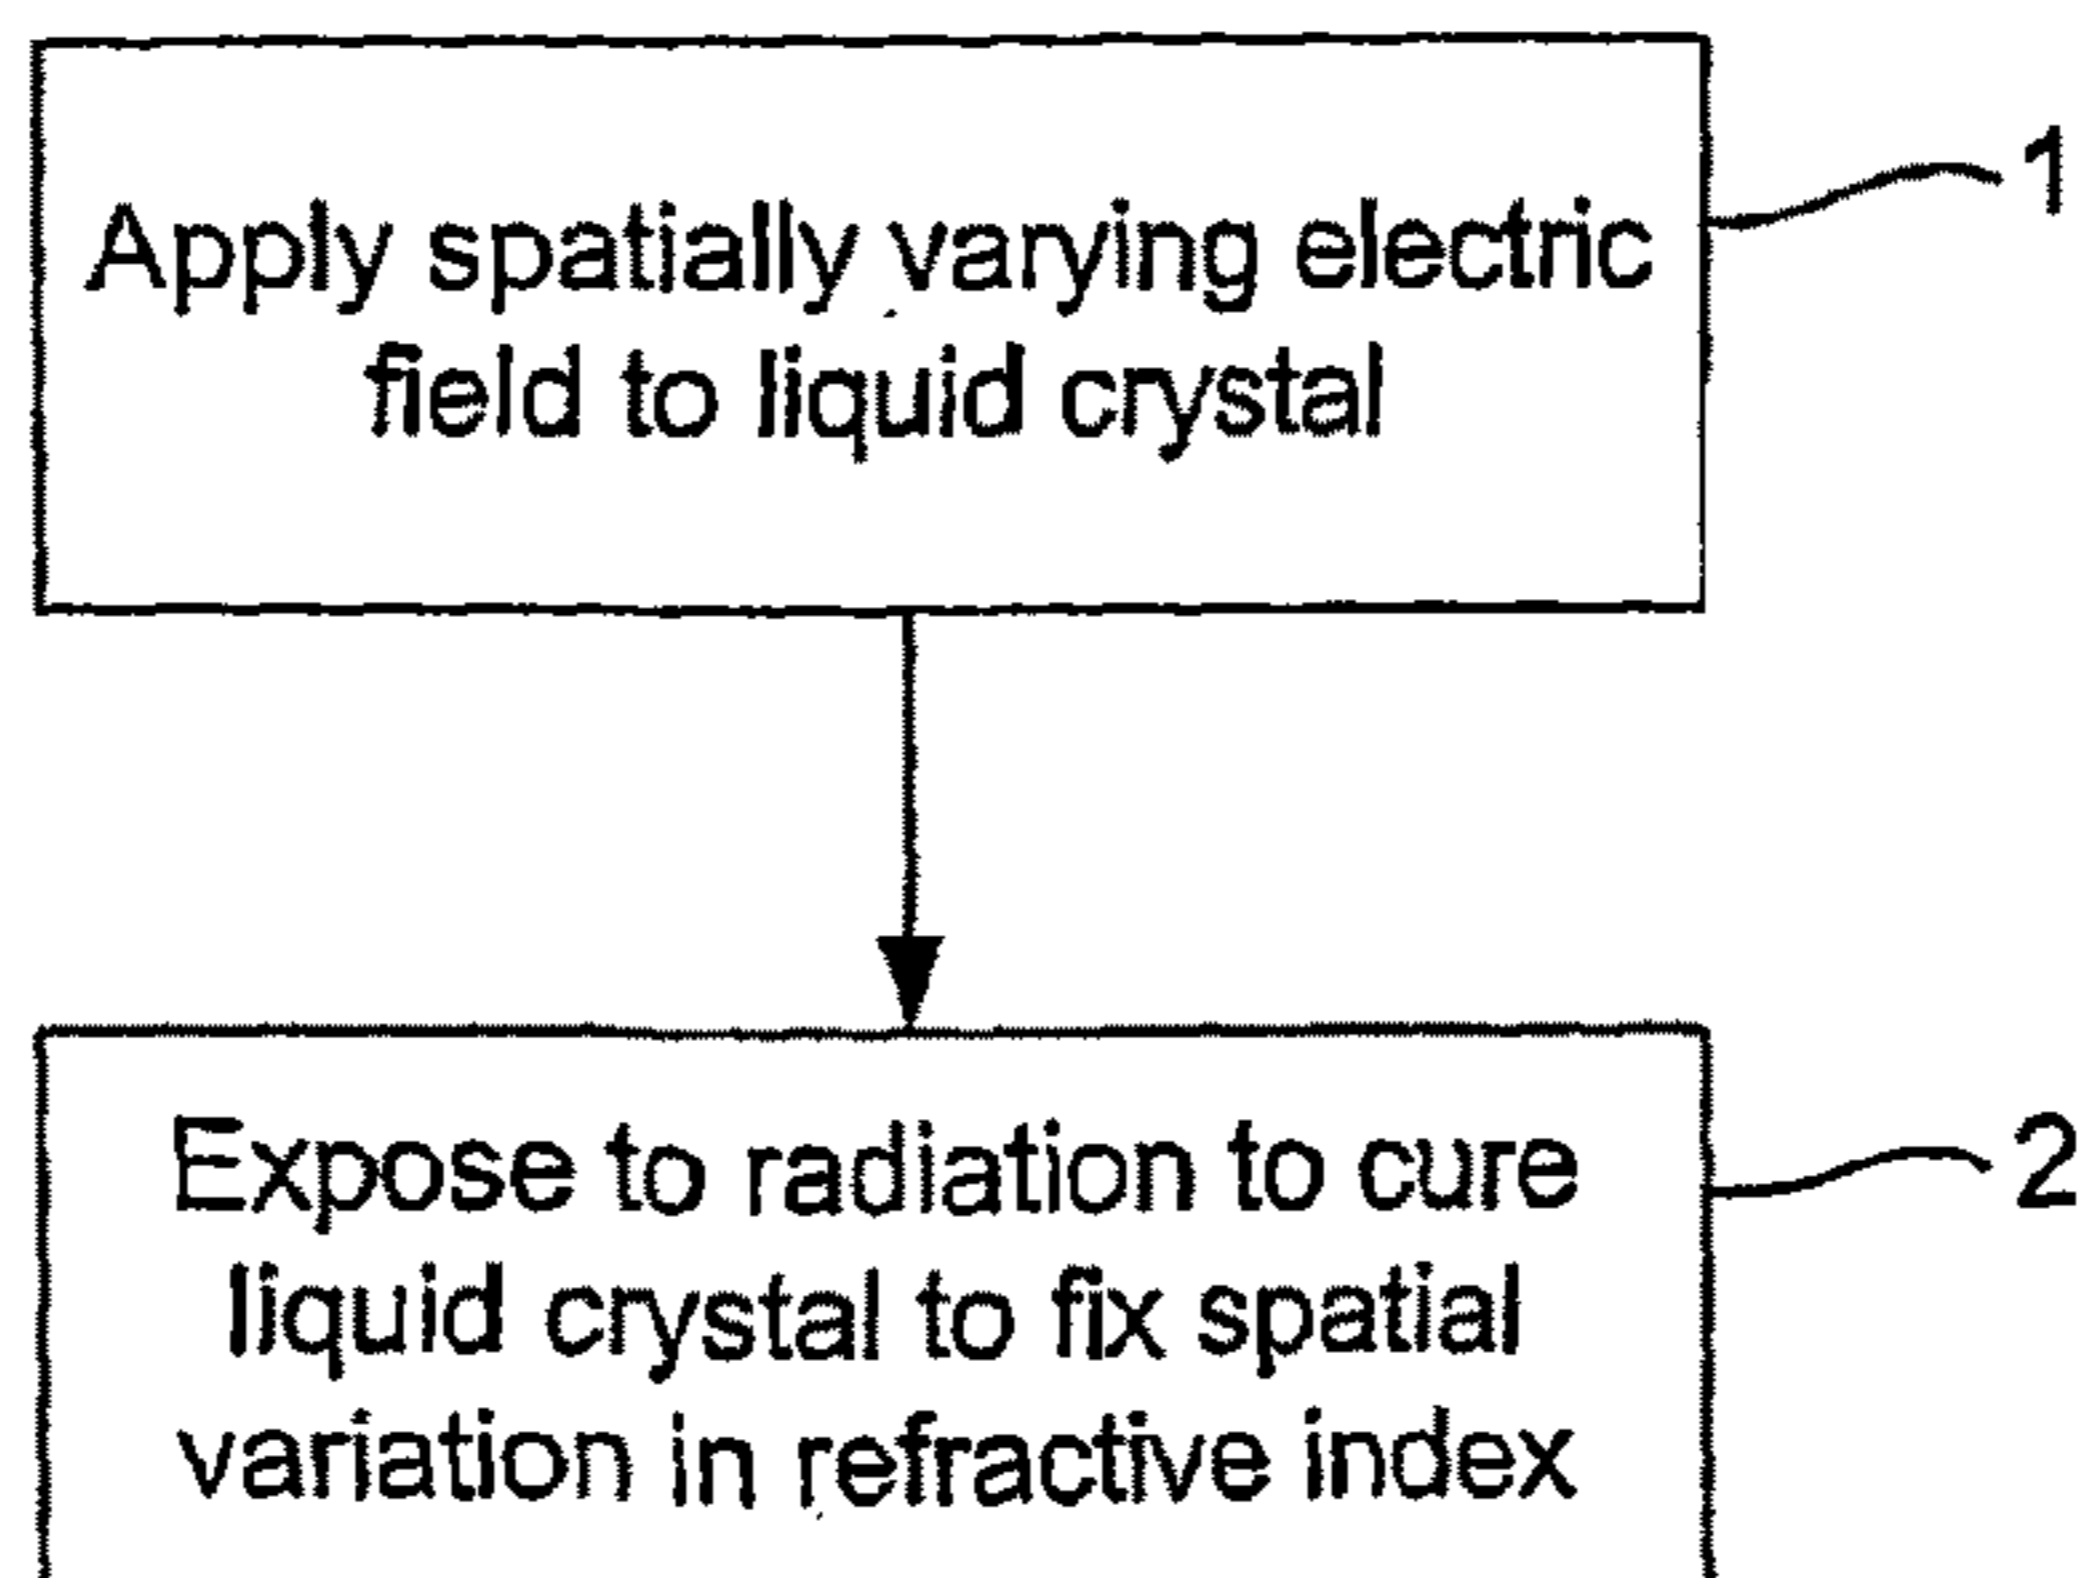 Apply spatially varying electric
field to liquid crystal
1
Expose to radiation to cure
liquid crystal to fix spatial
variation in refractive index
2